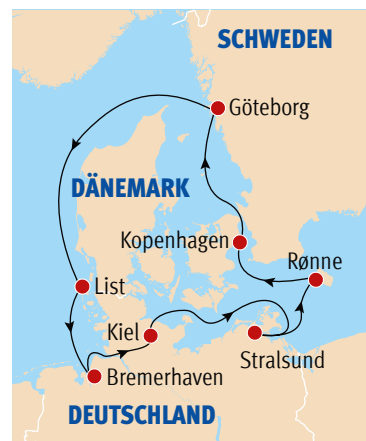 SCHWEDEN
Göteborg
DÄNEMARK
Kopenhagen
Rønne
List
Kiel
Stralsund
Bremerhaven
DEUTSCHLAND